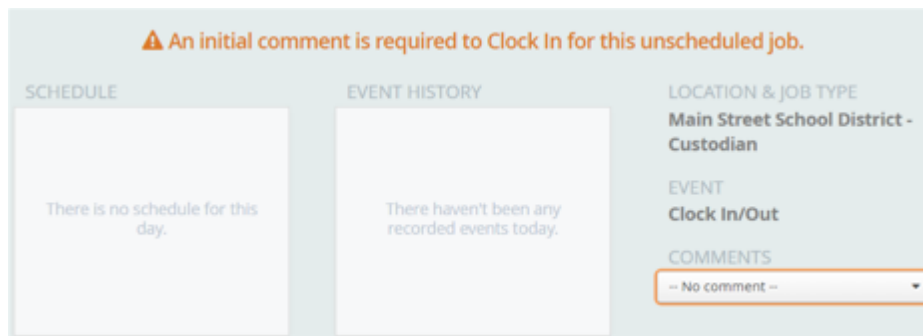 An initial comment is required to Clock In for this unscheduled job.
SCHEDULE
There is no schedule for this
day.
EVENT HISTORY
There haven't been any
recorded events today.
LOCATION & JOB TYPE
Main Street School District -
Custodian
EVENT
Clock In/Out
COMMENTS
-- No comment --